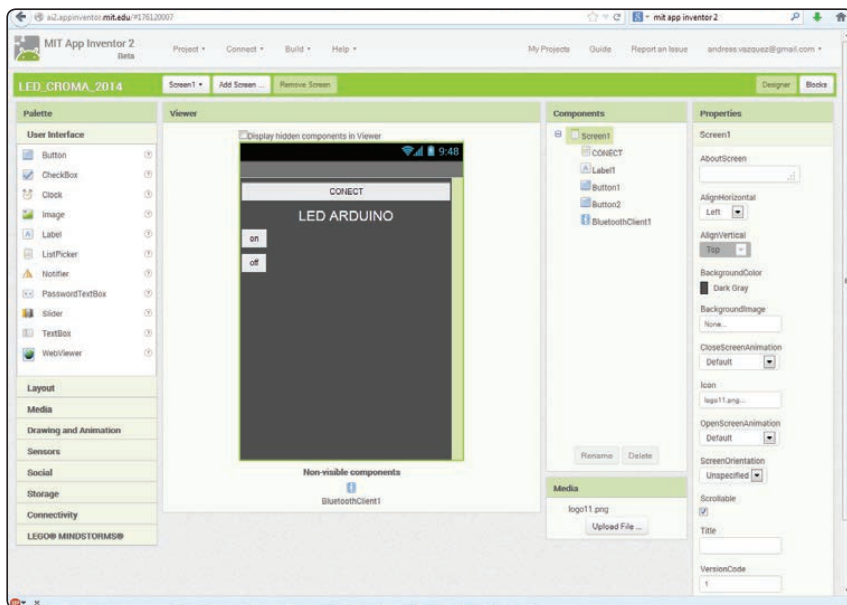 ai2.appinventor.mit.edu/#176120007
mit app inventor 2
MIT App Inventor 2
Beta
Project
Connect
Build
Help
My Projects
Guide
Report an Issue
andreae.vazquez@gmail.com
LED_CROMA_2014
Screen1
Add Screen ...
Remove Screen
Designer
Blocks
Palette
User Interface
Button
CheckBox
Clock
Image
Label
ListPicker
Notifier
PasswordTextBox
Slider
TextBox
WebViewer
Layout
Media
Drawing and Animation
Sensors
Social
Storage
Connectivity
LEGO® MINDSTORMS®
Viewer
Display hidden components in Viewer
9:48
CONECT
LED ARDUINO
on
off
Non-visible components
BluetoothClient1
Components
Screen1
CONECT
Label1
Button1
Button2
BluetoothClient1
Rename
Delete
Media
logo11.png
Upload File ...
Properties
Screen1
AboutScreen
AlignHorizontal
Left
AlignVertical
Top
BackgroundColor
Dark Gray
BackgroundImage
None...
CloseScreenAnimation
Default
Icon
logo11.png...
OpenScreenAnimation
Default
ScreenOrientation
Unspecified
Scrollable
Title
VersionCode
1